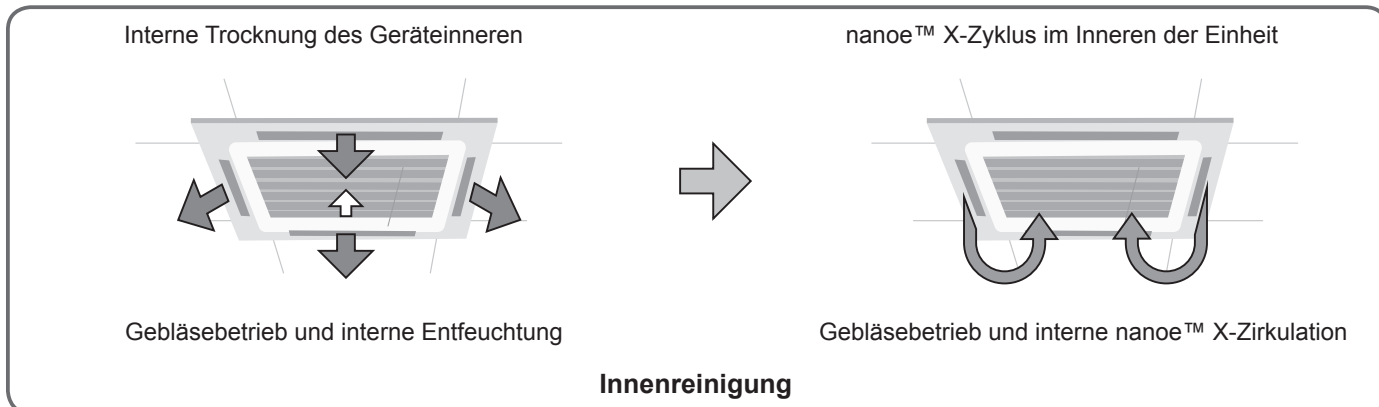 Interne Trocknung des Geräteinneren
nanoe™ X-Zyklus im Inneren der Einheit
Gebläsebetrieb und interne Entfeuchtung
Gebläsebetrieb und interne nanoe™ X-Zirkulation
Innenreinigung